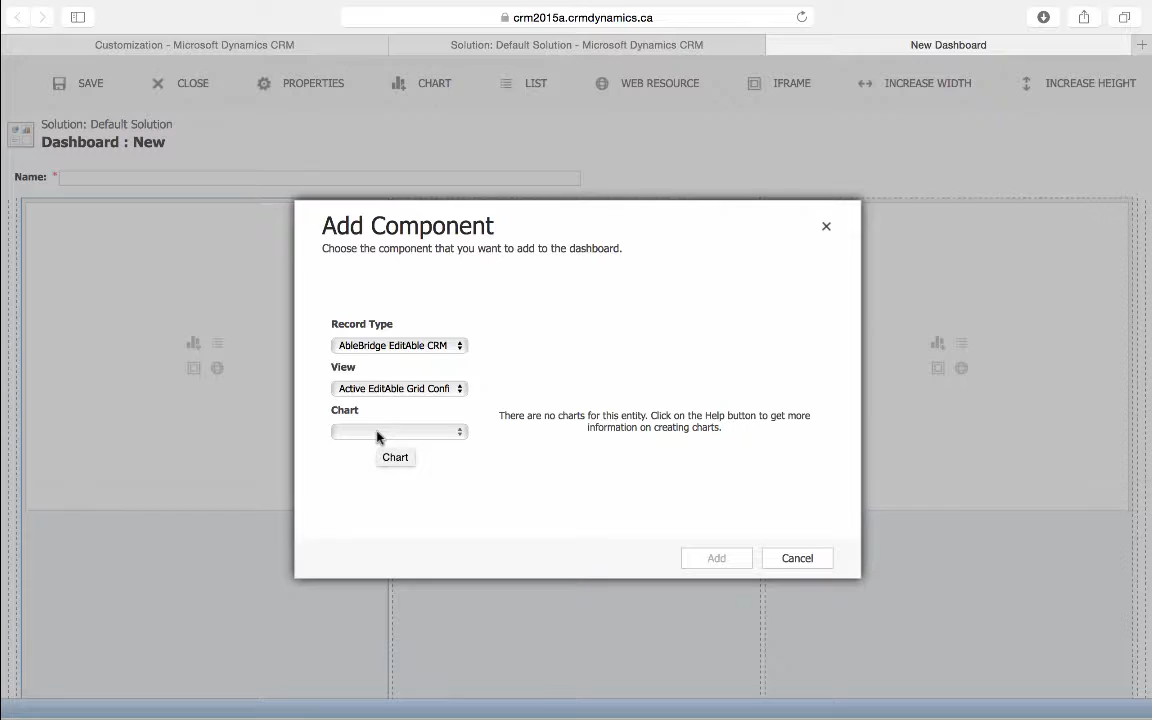 crm2015a.crmdynamics.ca
Customization - Microsoft Dynamics CRM
Solution: Default Solution - Microsoft Dynamics CRM
New Dashboard
SAVE
CLOSE
PROPERTIES
CHART
LIST
WEB RESOURCE
IFRAME
INCREASE WIDTH
INCREASE HEIGHT
Solution: Default Solution
Dashboard : New
Name: *
Add Component
Choose the component that you want to add to the dashboard.
Record Type
AbleBridge EditAble CRM
View
Active EditAble Grid Confi
Chart
There are no charts for this entity. Click on the Help button to get more
information on creating charts.
Chart
Add
Cancel